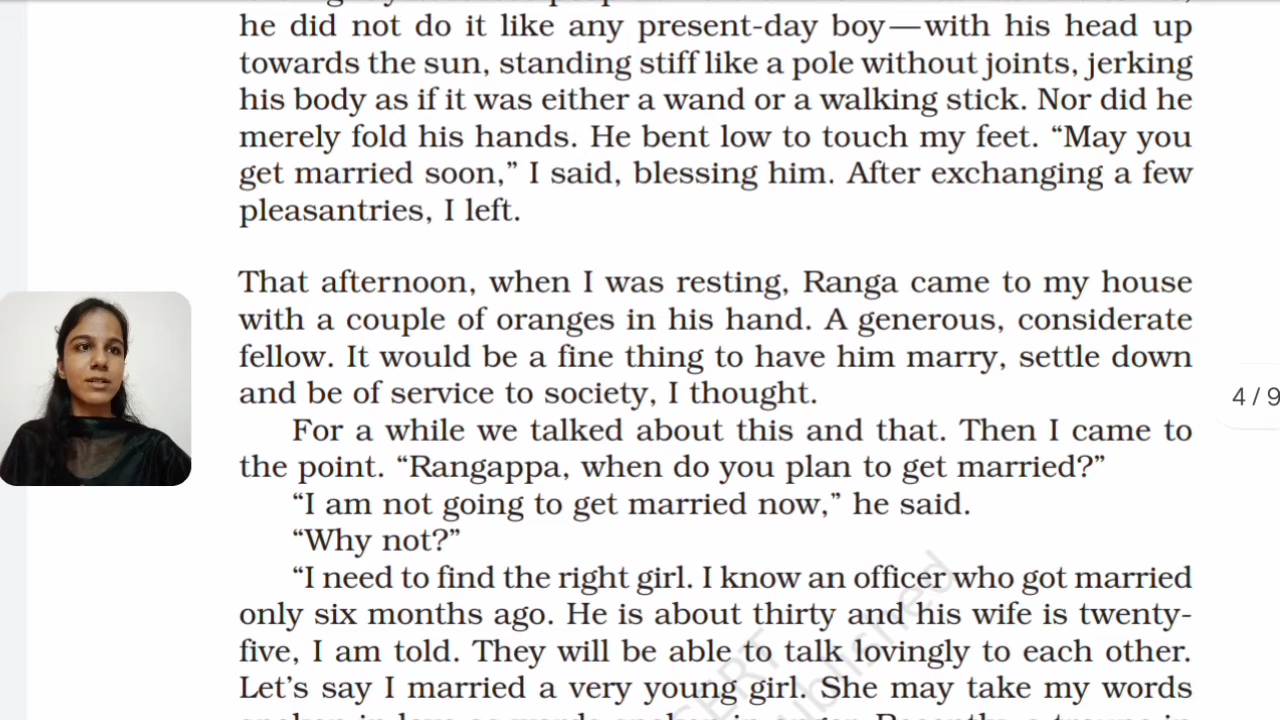 he did not do it like any present-day boy—with his head up
towards the sun, standing stiff like a pole without joints, jerking
his body as if it was either a wand or a walking stick. Nor did he
merely fold his hands. He bent low to touch my feet. “May you
get married soon,” I said, blessing him. After exchanging a few
pleasantries, I left.
That afternoon, when I was resting, Ranga came to my house
with a couple of oranges in his hand. A generous, considerate
fellow. It would be a fine thing to have him marry, settle down
and be of service to society, I thought.
4 / 9
For a while we talked about this and that. Then I came to
the point. “Rangappa, when do you plan to get married?”
“I am not going to get married now,” he said.
“Why not?”
“I need to find the right girl. I know an officer who got married
only six months ago. He is about thirty and his wife is twenty-
five, I am told. They will be able to talk lovingly to each other.
Let’s say I married a very young girl. She may take my words